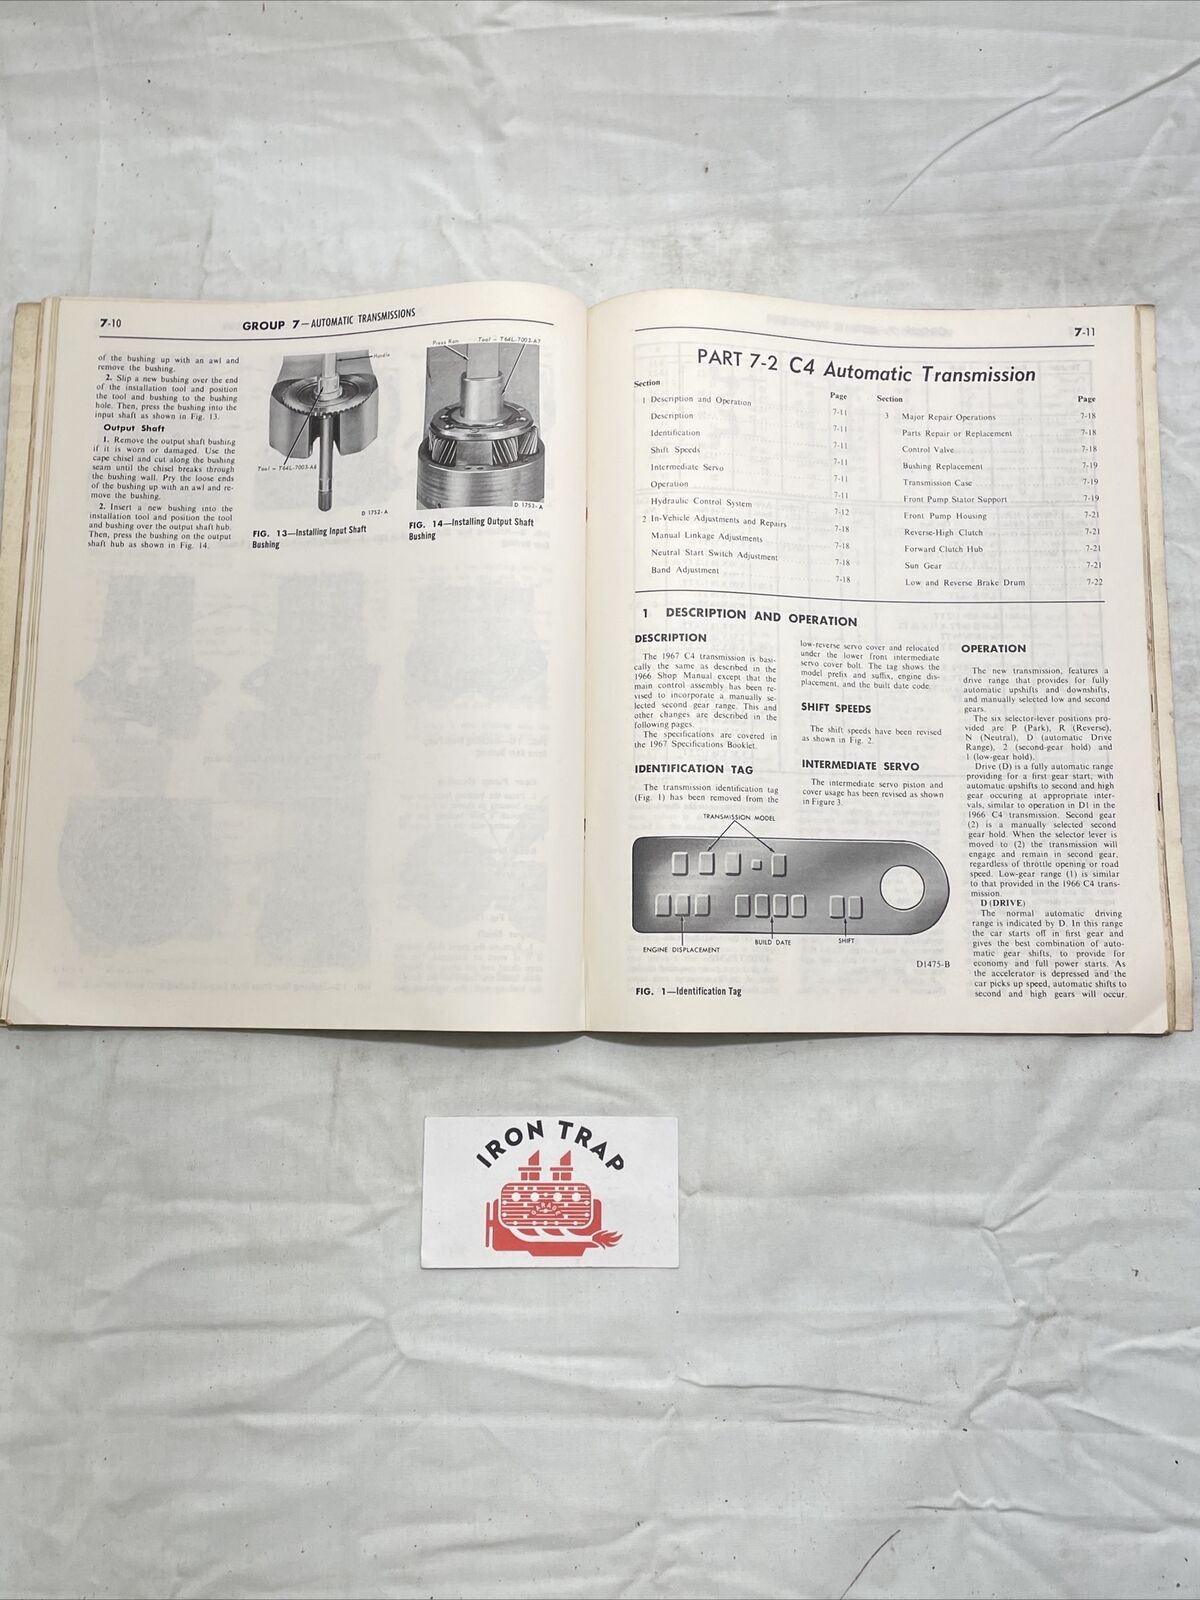 7-10
GROUP 7—AUTOMATIC TRANSMISSIONS
of the bushing up with an awl and
remove the bushing.
2. Slip a new bushing over the end
of the installation tool and position
the tool and bushing to the bushing
hole. Then, press the bushing into the
input shaft as shown in Fig. 13.
Output Shaft
1. Remove the output shaft bushing
if it is worn or damaged. Use the
cape chisel and cut along the bushing
seam until the chisel breaks through
the bushing wall. Pry the loose ends
of the bushing up with an awl and re-
move the bushing.
2. Insert a new bushing into the
installation tool and position the tool
and bushing over the output shaft hub.
Then, press the bushing on the output
shaft hub as shown in Fig. 14.
Handle
Tool - T64L-7003-A6
D 1752-A
FIG. 13—Installing Input Shaft
Bushing
Press Ram
Tool - T64L-7003-A7
D 1753-A
FIG. 14—Installing Output Shaft
Bushing
7-11
PART 7-2 C4 Automatic Transmission
Section Page
1 Description and Operation 7-11
Description 7-11
Identification 7-11
Shift Speeds 7-11
Intermediate Servo 7-11
Operation 7-11
Hydraulic Control System 7-12
2 In-Vehicle Adjustments and Repairs 7-18
Manual Linkage Adjustments 7-18
Neutral Start Switch Adjustment 7-18
Band Adjustment 7-18
Section Page
3 Major Repair Operations 7-18
Parts Repair or Replacement 7-18
Control Valve 7-18
Bushing Replacement 7-19
Transmission Case 7-19
Front Pump Stator Support 7-19
Front Pump Housing 7-21
Reverse-High Clutch 7-21
Forward Clutch Hub 7-21
Sun Gear 7-21
Low and Reverse Brake Drum 7-22
1 DESCRIPTION AND OPERATION
DESCRIPTION
The 1967 C4 transmission is basi-
cally the same as described in the
1966 Shop Manual except that the
main control assembly has been re-
vised to incorporate a manually se-
lected second gear range. This and
other changes are described in the
following pages.
The specifications are covered in
the 1967 Specifications Booklet.
IDENTIFICATION TAG
The transmission identification tag
(Fig. 1) has been removed from the
low-reverse servo cover and relocated
under the lower front intermediate
servo cover bolt. The tag shows the
model prefix and suffix, engine dis-
placement, and the built date code.
SHIFT SPEEDS
The shift speeds have been revised
as shown in Fig. 2.
INTERMEDIATE SERVO
The intermediate servo piston and
cover usage has been revised as shown
in Figure 3.
TRANSMISSION MODEL
ENGINE DISPLACEMENT
BUILD DATE
SHIFT
D1475-B
FIG. 1—Identification Tag
OPERATION
The new transmission, features a
drive range that provides for fully
automatic upshifts and downshifts,
and manually selected low and second
gears.
The six selector-lever positions pro-
vided are P (Park), R (Reverse),
N (Neutral), D (automatic Drive
Range), 2 (second-gear hold) and
1 (low-gear hold).
Drive (D) is a fully automatic range
providing for a first gear start, with
automatic upshifts to second and high
gear occuring at appropriate inter-
vals, similar to operation in D1 in the
1966 C4 transmission. Second gear
(2) is a manually selected second
gear hold. When the selector lever is
moved to (2) the transmission will
engage and remain in second gear,
regardless of throttle opening or road
speed. Low-gear range (1) is similar
to that provided in the 1966 C4 trans-
mission.
D (DRIVE)
The normal automatic driving
range is indicated by D. In this range
the car starts off in first gear and
gives the best combination of auto-
matic gear shifts, to provide for
economy and full power starts. As
the accelerator is depressed and the
car picks up speed, automatic shifts to
second and high gears will occur.
IRON TRAP
GARAGE